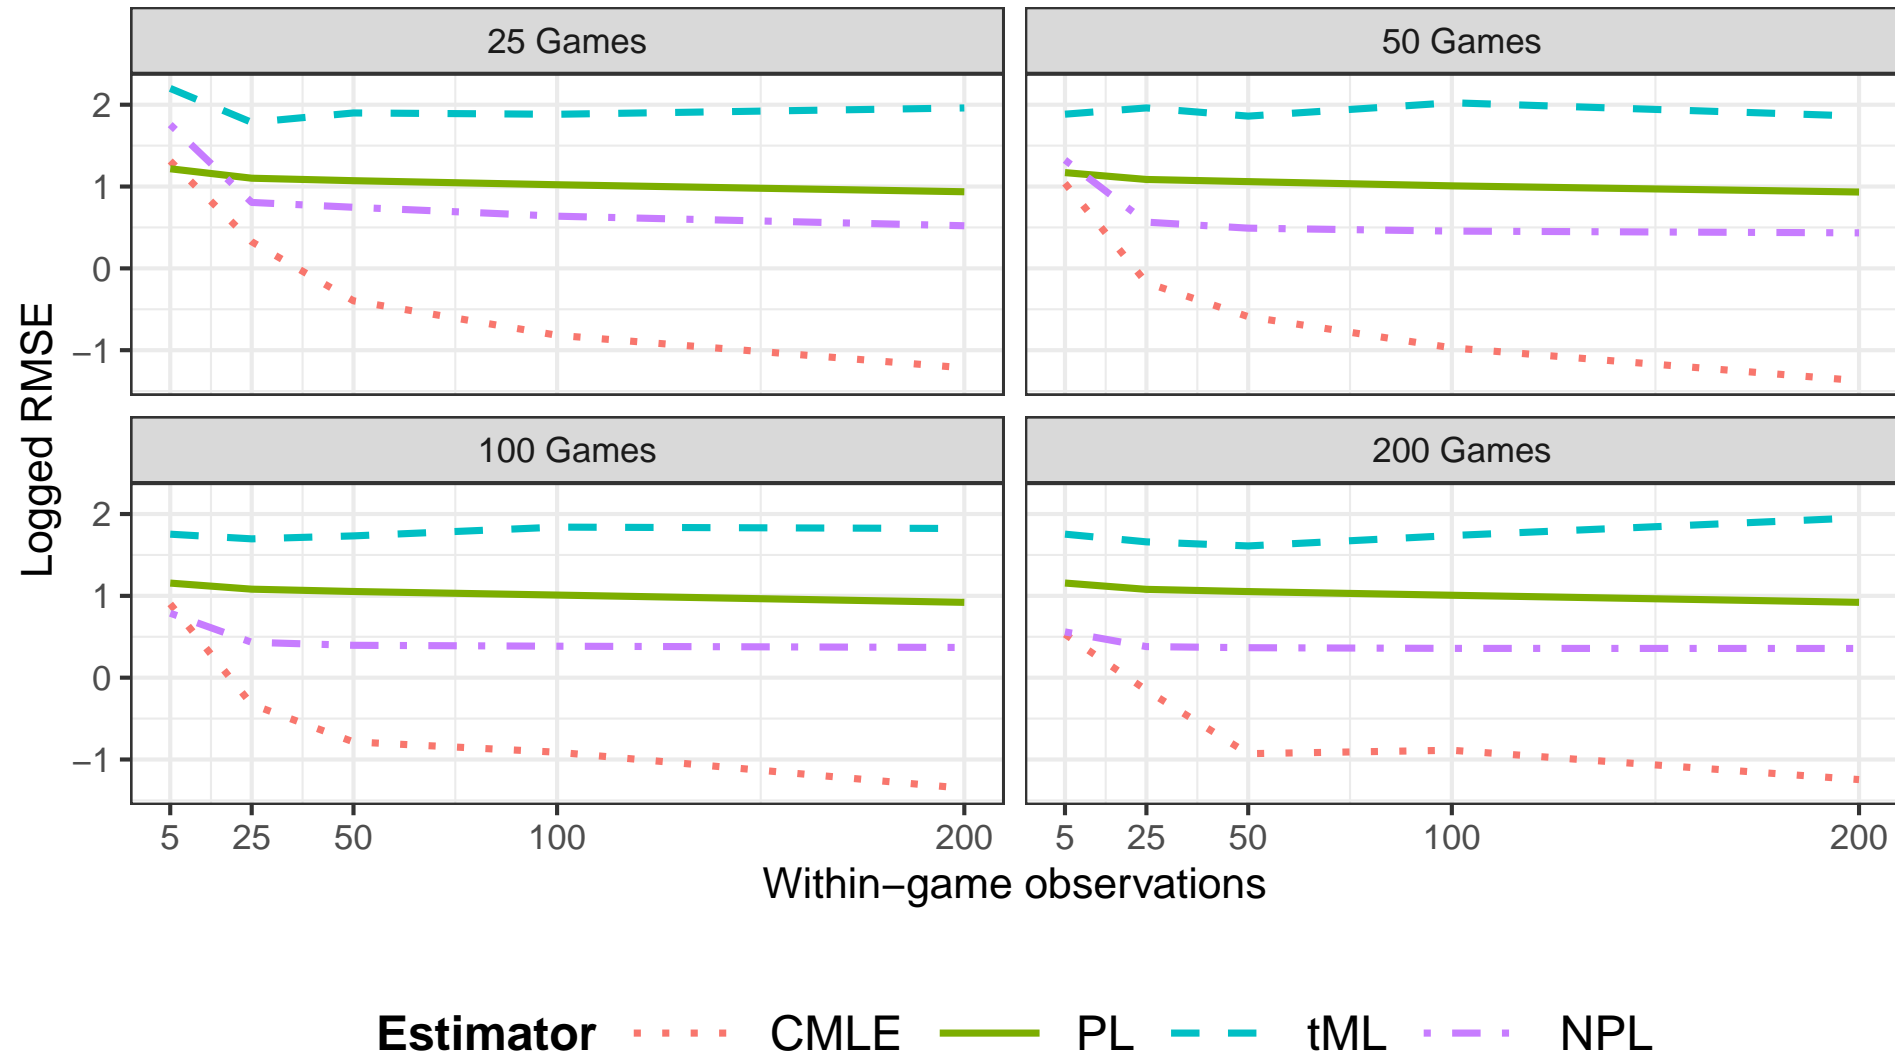 25 Games
50 Games
2
1
0
−1
100 Games
200 Games
2
1
0
−1
Logged RMSE
5 25 50 100 200
5 25 50 100 200
Within−game observations
Estimator CMLE PL tML NPL